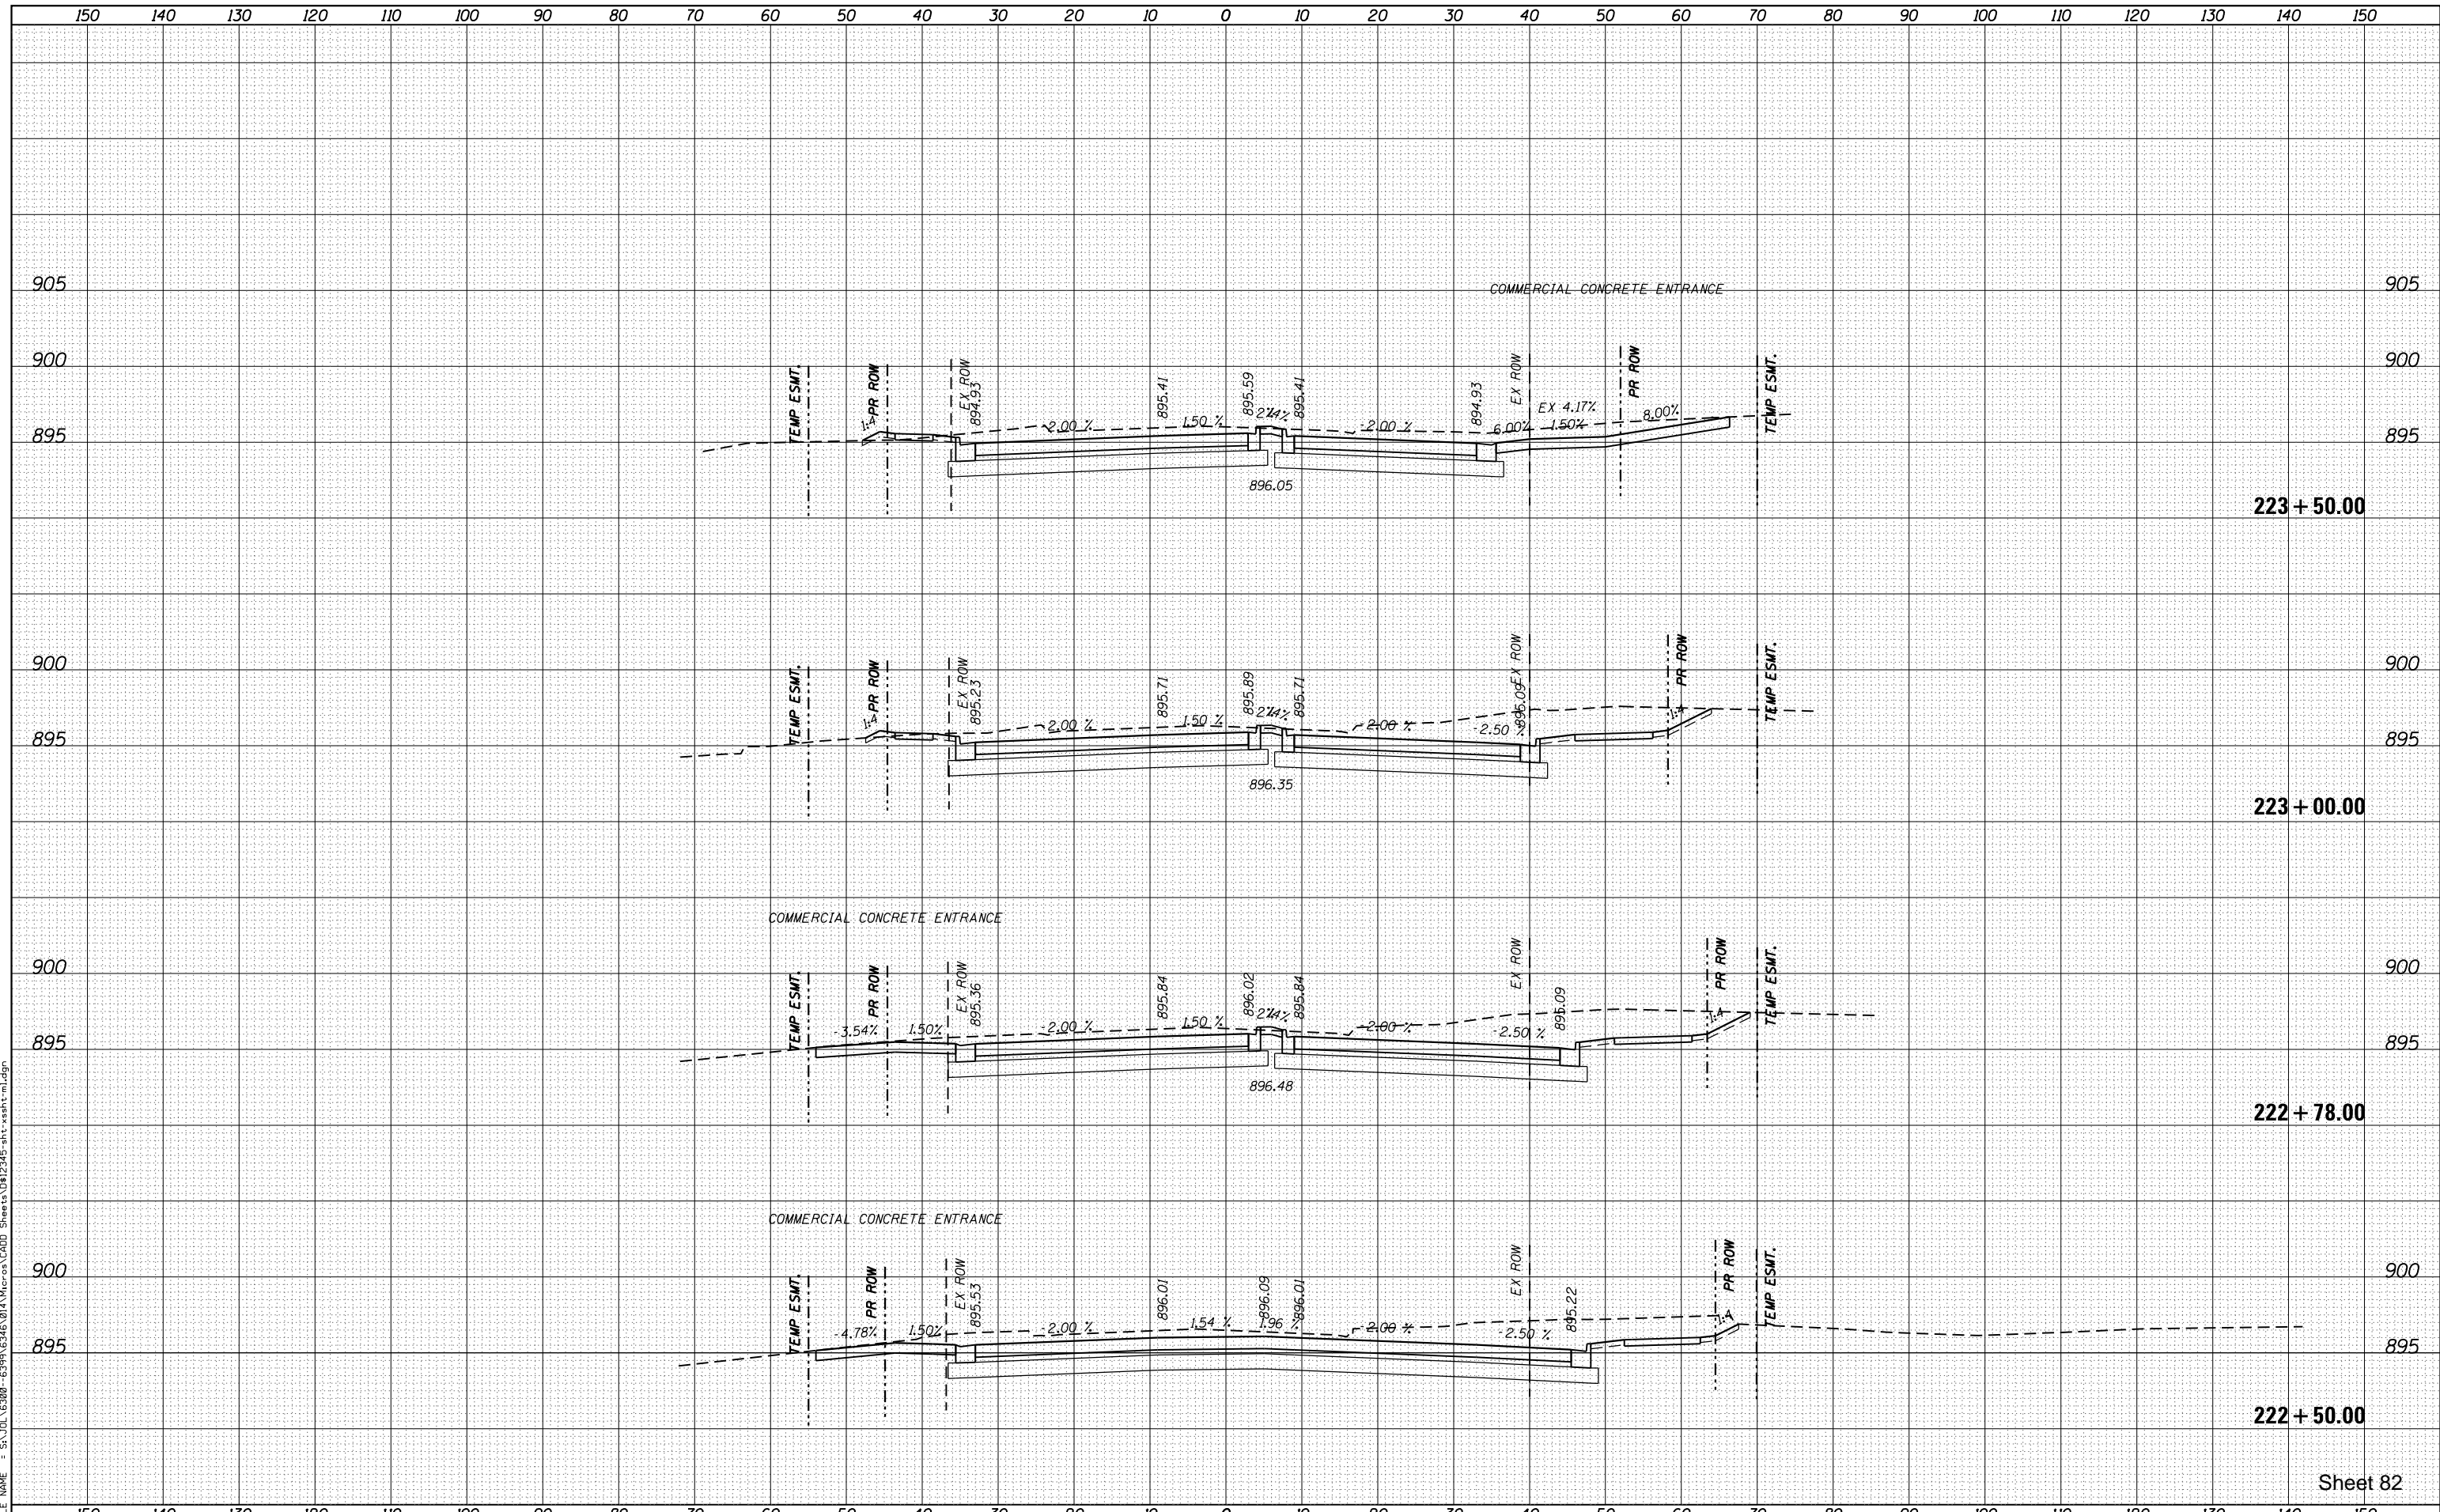 150 140 130 120 110 100 90 80 70 60 50 40 30 20 10 0 10 20 30 40 50 60 70 80 90 100 110 120 130 140 150
905 COMMERCIAL CONCRETE ENTRANCE 905
900 900
TEMP ESMT. PR ROW EX ROW 894.93 895.41 895.59 895.41 894.93 EX ROW PR ROW TEMP ESMT.
1:4 -2.00 % 1.50 % -2.00 % 6.00% EX 4.17% 1.50% 8.00%
895 895
896.05
223+50.00
900 900
TEMP ESMT. PR ROW EX ROW 895.23 895.71 895.89 895.71 895.09 EX ROW PR ROW TEMP ESMT.
1:4 -2.00 % 1.50 % -2.00 % -2.50 % 1:4
895 895
896.35
223+00.00
COMMERCIAL CONCRETE ENTRANCE
900 900
TEMP ESMT. PR ROW EX ROW 895.36 895.84 896.02 895.84 EX ROW 895.09 PR ROW TEMP ESMT.
-3.54% 1.50% -2.00 % 1.50 % -2.00 % -2.50 % 1:4
895 895
896.48
222+78.00
COMMERCIAL CONCRETE ENTRANCE
900 900
TEMP ESMT. PR ROW EX ROW 895.53 896.01 896.09 896.01 EX ROW 895.22 PR ROW TEMP ESMT.
-4.78% 1.50% -2.00 % 1.54 % 1.96 % -2.00 % -2.50 % 1:4
895 895
222+50.00
Sheet 82